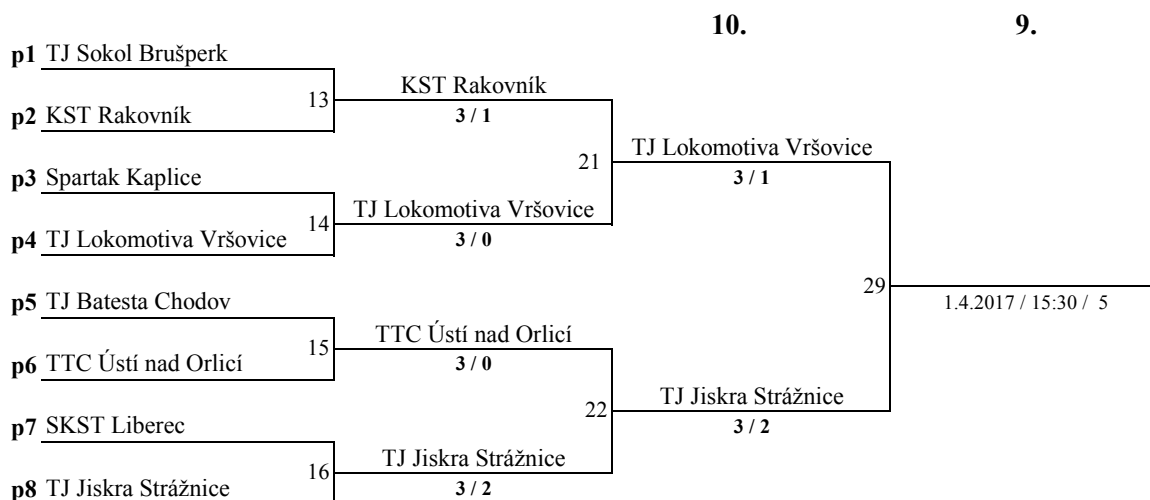 10. 9.
p1 TJ Sokol Brušperk
KST Rakovník
13
3 / 1
p2 KST Rakovník
TJ Lokomotiva Vršovice
21
3 / 1
p3 Spartak Kaplice
TJ Lokomotiva Vršovice
14
3 / 0
p4 TJ Lokomotiva Vršovice
29
1.4.2017 / 15:30 / 5
p5 TJ Batesta Chodov
TTC Ústí nad Orlicí
15
3 / 0
p6 TTC Ústí nad Orlicí
TJ Jiskra Strážnice
22
3 / 2
p7 SKST Liberec
TJ Jiskra Strážnice
16
3 / 2
p8 TJ Jiskra Strážnice